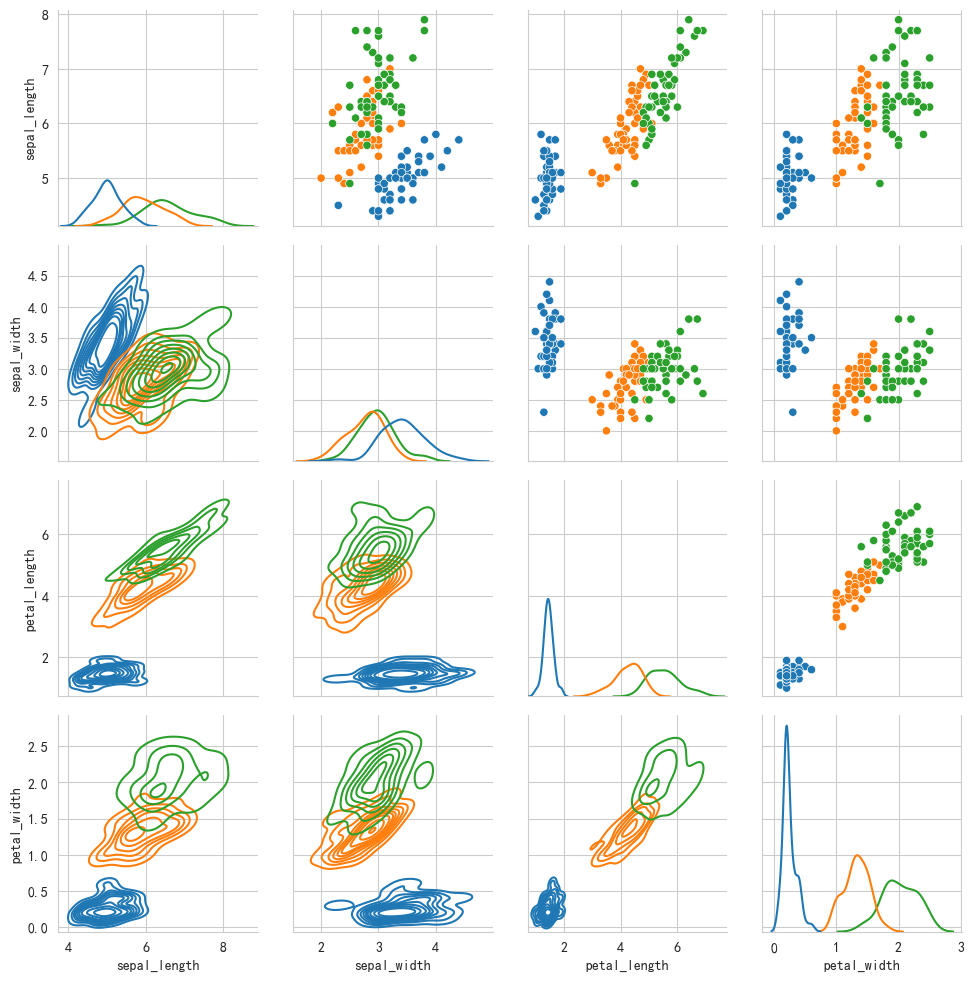 8
7
6
5
sepal_length
4.5
4.0
3.5
3.0
2.5
2.0
sepal_width
6
4
2
petal_length
2.5
2.0
1.5
1.0
0.5
0.0
petal_width
4 6 8
sepal_length
2 3 4
sepal_width
2 4 6
petal_length
0 1 2 3
petal_width